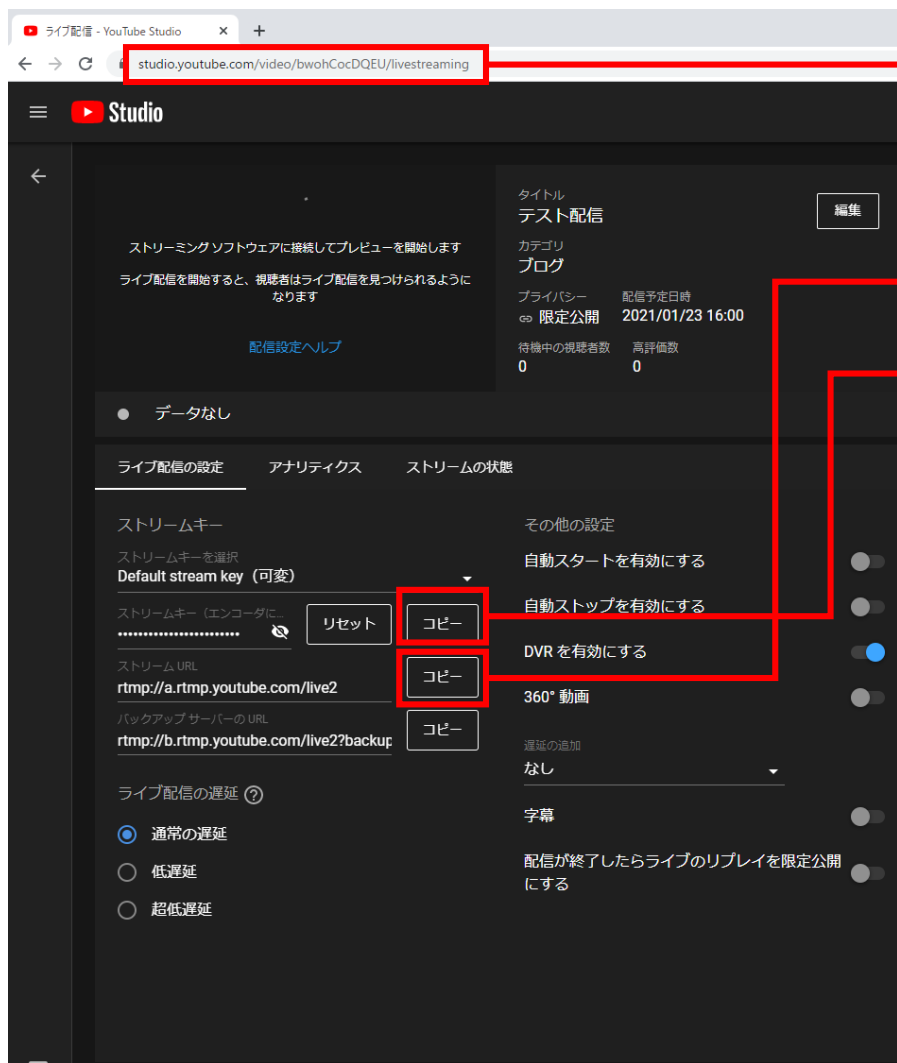 ライブ配信 - YouTube Studio
studio.youtube.com/video/bwohCocDQEU/livestreaming
Studio
ストリーミング ソフトウェアに接続してプレビューを開始します
ライブ配信を開始すると、視聴者はライブ配信を見つけられるように
なります
配信設定ヘルプ
タイトル
テスト配信
編集
カテゴリ
ブログ
プライバシー
配信予定日時
限定公開
2021/01/23 16:00
待機中の視聴者数
高評価数
0
0
データなし
ライブ配信の設定
アナリティクス
ストリームの状態
ストリームキー
ストリームキーを選択
Default stream key（可変）
ストリームキー（エンコーダに...
••••••••••••••••••••••••
リセット
コピー
ストリーム URL
rtmp://a.rtmp.youtube.com/live2
コピー
バックアップ サーバーの URL
rtmp://b.rtmp.youtube.com/live2?backup
コピー
ライブ配信の遅延
通常の遅延
低遅延
超低遅延
その他の設定
自動スタートを有効にする
自動ストップを有効にする
DVR を有効にする
360° 動画
遅延の追加
なし
字幕
配信が終了したらライブのリプレイを限定公開
にする